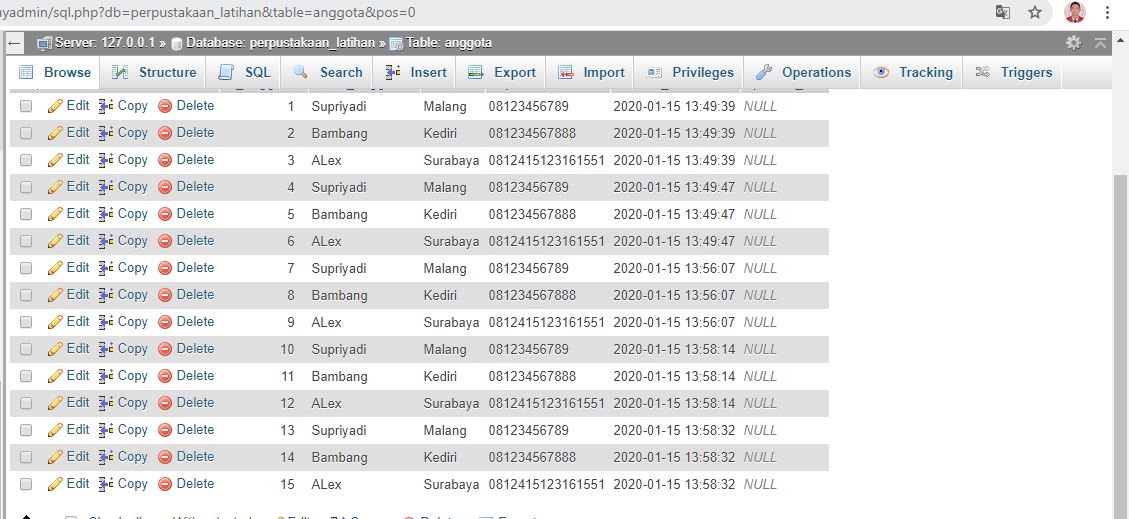 yadmin/sql.php?db=perpustakaan_latihan&table=anggota&pos=0
Server: 127.0.0.1 » Database: perpustakaan_latihan » Table: anggota
Browse Structure SQL Search Insert Export Import Privileges Operations Tracking Triggers
Edit Copy Delete 1 Supriyadi Malang 08123456789 2020-01-15 13:49:39 NULL
Edit Copy Delete 2 Bambang Kediri 081234567888 2020-01-15 13:49:39 NULL
Edit Copy Delete 3 ALex Surabaya 0812415123161551 2020-01-15 13:49:39 NULL
Edit Copy Delete 4 Supriyadi Malang 08123456789 2020-01-15 13:49:47 NULL
Edit Copy Delete 5 Bambang Kediri 081234567888 2020-01-15 13:49:47 NULL
Edit Copy Delete 6 ALex Surabaya 0812415123161551 2020-01-15 13:49:47 NULL
Edit Copy Delete 7 Supriyadi Malang 08123456789 2020-01-15 13:56:07 NULL
Edit Copy Delete 8 Bambang Kediri 081234567888 2020-01-15 13:56:07 NULL
Edit Copy Delete 9 ALex Surabaya 0812415123161551 2020-01-15 13:56:07 NULL
Edit Copy Delete 10 Supriyadi Malang 08123456789 2020-01-15 13:58:14 NULL
Edit Copy Delete 11 Bambang Kediri 081234567888 2020-01-15 13:58:14 NULL
Edit Copy Delete 12 ALex Surabaya 0812415123161551 2020-01-15 13:58:14 NULL
Edit Copy Delete 13 Supriyadi Malang 08123456789 2020-01-15 13:58:32 NULL
Edit Copy Delete 14 Bambang Kediri 081234567888 2020-01-15 13:58:32 NULL
Edit Copy Delete 15 ALex Surabaya 0812415123161551 2020-01-15 13:58:32 NULL